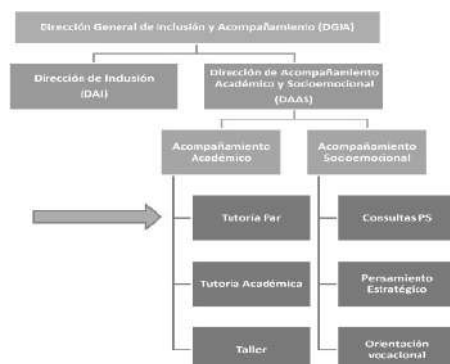 Dirección General de Inclusión y Acompañamiento (DGIA)
Dirección de Inclusión
(DAI)
Dirección de Acompañamiento
Académico y Socioemocional
(DAAS)
Acompañamiento
Académico
Acompañamiento
Socioemocional
Tutoría Par
Consultas PS
Tutoría Académica
Pensamiento
Estratégico
Taller
Orientación
vocacional